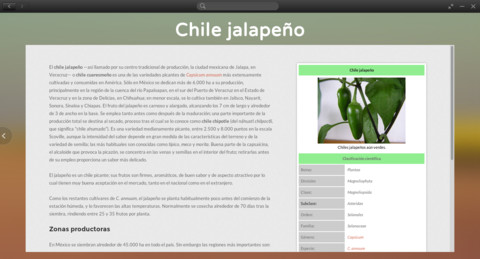 Chile jalapeño
El chile jalapeño – así llamado por su centro tradicional de producción, la ciudad mexicana de Jalapa, en
Veracruz– o chile cuaresmeño es una de las variedades picantes de Capsicum annuum más extensamente
cultivadas y consumidas en América. Sólo en México se dedican más de 6.000 ha a su producción,
principalmente en la región de la cuenca del río Papaloapan, en el sur del Puerto de Veracruz en el Estado de
Veracruz y en la zona de Delicias, en Chihuahua; en menor escala, se le cultiva también en Jalisco, Nayarit,
Sonora, Sinaloa y Chiapas. El fruto del jalapeño es carnoso y alargado, alcanzando los 7 cm de largo y alrededor
de 3 de ancho en la base. Se emplea tanto antes como después de la maduración; una parte importante de la
producción total se destina al secado, proceso tras el cual se lo conoce como chile chipotle (del náhuatl chīlpoctli,
que significa "chile ahumado"). Es una variedad medianamente picante, entre 2.500 y 8.000 puntos en la escala
Scoville, aunque la intensidad del sabor depende en gran medida de las características del terreno y de la
variedad de semilla; las más habituales son conocidas como típico, meco y morita. Buena parte de la capsaicina,
el alcaloide que provoca la picazón, se concentra en las venas y semillas en el interior del fruto; retirarlas antes
de su empleo proporciona un sabor más delicado.
El jalapeño es un chile picante; sus frutos son firmes, aromáticos, de buen sabor y de aspecto atractivo por lo
cual tienen muy buena aceptación en el mercado, tanto en el nacional como en el extranjero.
Como los restantes cultivares de C. annuum, el jalapeño se planta habitualmente poco antes del comienzo de la
estación húmeda, y lo favorecen las altas temperaturas. Normalmente se cosecha alrededor de 70 días tras la
siembra, rindiendo entre 25 y 35 frutos por planta.
Zonas productoras
En México se siembran alrededor de 45.000 ha en todo el país. Sin embargo las regiones más importantes son
Chile jalapeño
Chiles jalapeños aún verdes.
Clasificación científica
Reino: Plantae
División: Magnoliophyta
Clase: Magnoliopsida
Subclase: Asteridae
Orden: Solanales
Familia: Solanaceae
Género: Capsicum
Especie: C. annuum